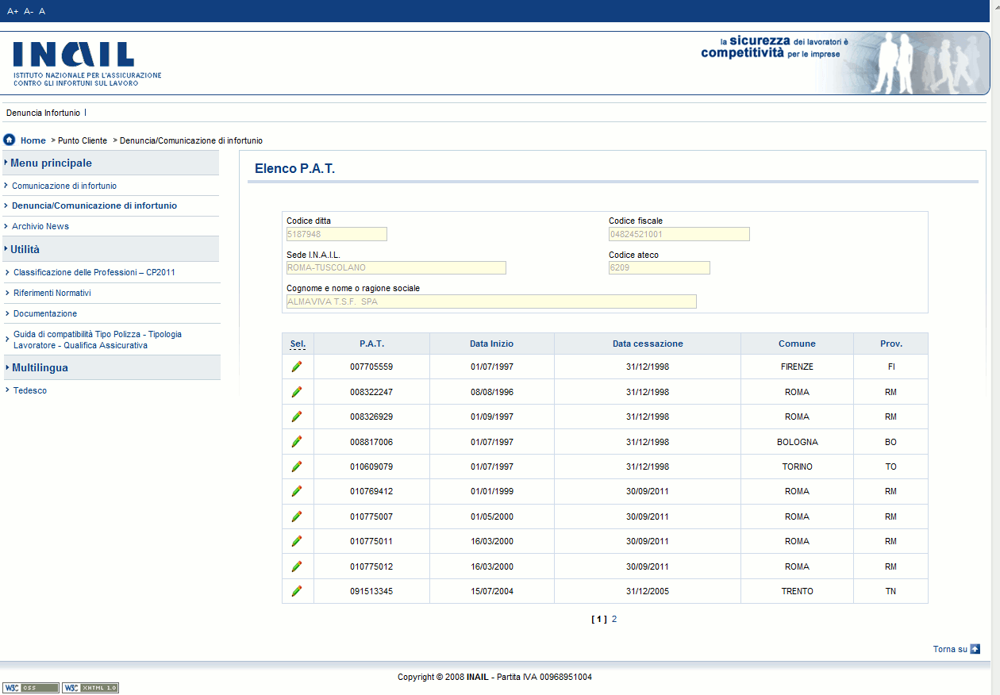 A+ A- A
INAIL
ISTITUTO NAZIONALE PER L'ASSICURAZIONE
CONTRO GLI INFORTUNI SUL LAVORO
la sicurezza dei lavoratori è
competitività per le imprese
Denuncia Infortunio |
Home > Punto Cliente > Denuncia/Comunicazione di infortunio
Menu principale
Comunicazione di infortunio
Denuncia/Comunicazione di infortunio
Archivio News
Utilità
Classificazione delle Professioni – CP2011
Riferimenti Normativi
Documentazione
Guida di compatibilità Tipo Polizza - Tipologia
Lavoratore - Qualifica Assicurativa
Multilingua
Tedesco
Elenco P.A.T.
Codice ditta Codice fiscale
5187948 04824521001
Sede I.N.A.I.L. Codice ateco
ROMA-TUSCOLANO 6209
Cognome e nome o ragione sociale
ALMAVIVA T.S.F. SPA
Sel. P.A.T. Data Inizio Data cessazione Comune Prov.
007705559 01/07/1997 31/12/1998 FIRENZE FI
008322247 08/08/1996 31/12/1998 ROMA RM
008326929 01/09/1997 31/12/1998 ROMA RM
008817006 01/07/1997 31/12/1998 BOLOGNA BO
010609079 01/07/1997 31/12/1998 TORINO TO
010769412 01/01/1999 30/09/2011 ROMA RM
010775007 01/05/2000 30/09/2011 ROMA RM
010775011 16/03/2000 30/09/2011 ROMA RM
010775012 16/03/2000 30/09/2011 ROMA RM
091513345 15/07/2004 31/12/2005 TRENTO TN
[ 1 ] 2
Torna su
Copyright © 2008 INAIL - Partita IVA 00968951004
W3C CSS W3C XHTML 1.0